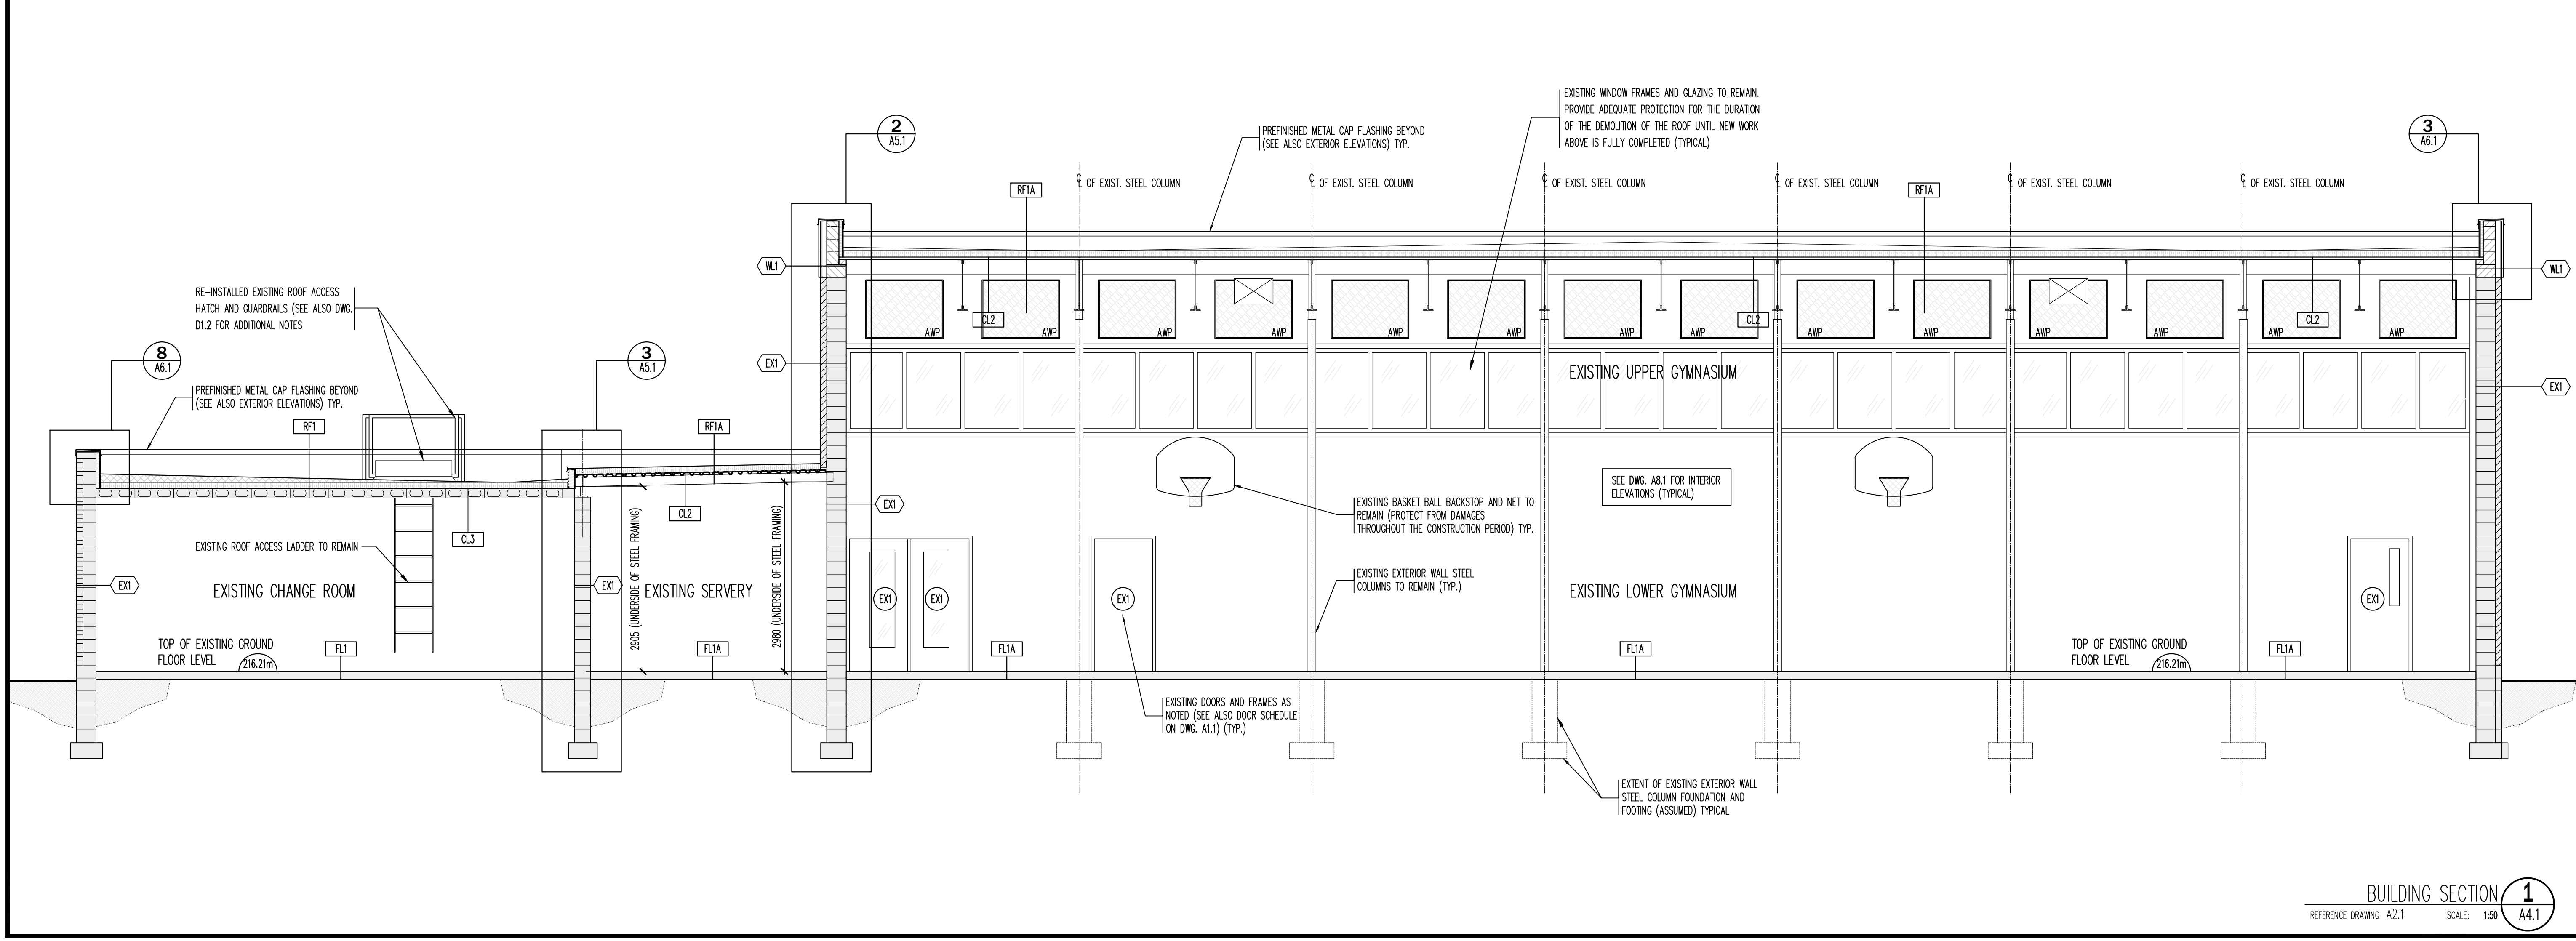 EXISTING WINDOW FRAMES AND GLAZING TO REMAIN.
PROVIDE ADEQUATE PROTECTION FOR THE DURATION
OF THE DEMOLITION OF THE ROOF UNTIL NEW WORK
ABOVE IS FULLY COMPLETED (TYPICAL)
2
A5.1
PREFINISHED METAL CAP FLASHING BEYOND
(SEE ALSO EXTERIOR ELEVATIONS) TYP.
3
A6.1
RF1A
℄ OF EXIST. STEEL COLUMN
℄ OF EXIST. STEEL COLUMN
℄ OF EXIST. STEEL COLUMN
℄ OF EXIST. STEEL COLUMN
RF1A
℄ OF EXIST. STEEL COLUMN
℄ OF EXIST. STEEL COLUMN
WL1
WL1
RE-INSTALLED EXISTING ROOF ACCESS
HATCH AND GUARDRAILS (SEE ALSO DWG.
D1.2 FOR ADDITIONAL NOTES
CL2
CL2
CL2
AWP
AWP
AWP
AWP
AWP
AWP
AWP
AWP
AWP
AWP
AWP
AWP
AWP
AWP
8
A6.1
3
A5.1
EX1
EXISTING UPPER GYMNASIUM
EX1
PREFINISHED METAL CAP FLASHING BEYOND
(SEE ALSO EXTERIOR ELEVATIONS) TYP.
RF1
RF1A
SEE DWG. A8.1 FOR INTERIOR
ELEVATIONS (TYPICAL)
EX1
EXISTING BASKET BALL BACKSTOP AND NET TO
REMAIN (PROTECT FROM DAMAGES
THROUGHOUT THE CONSTRUCTION PERIOD) TYP.
CL2
CL3
EXISTING ROOF ACCESS LADDER TO REMAIN
2905 (UNDERSIDE OF STEEL FRAMING)
2980 (UNDERSIDE OF STEEL FRAMING)
EX1
EXISTING CHANGE ROOM
EX1
EXISTING SERVERY
EX1
EX1
EX1
EXISTING EXTERIOR WALL STEEL
COLUMNS TO REMAIN (TYP.)
EXISTING LOWER GYMNASIUM
EX1
TOP OF EXISTING GROUND
FLOOR LEVEL
216.21m
FL1
FL1A
FL1A
FL1A
TOP OF EXISTING GROUND
FLOOR LEVEL
216.21m
FL1A
EXISTING DOORS AND FRAMES AS
NOTED (SEE ALSO DOOR SCHEDULE
ON DWG. A1.1) (TYP.)
EXTENT OF EXISTING EXTERIOR WALL
STEEL COLUMN FOUNDATION AND
FOOTING (ASSUMED) TYPICAL
BUILDING SECTION
1
A4.1
REFERENCE DRAWING A2.1
SCALE: 1:50